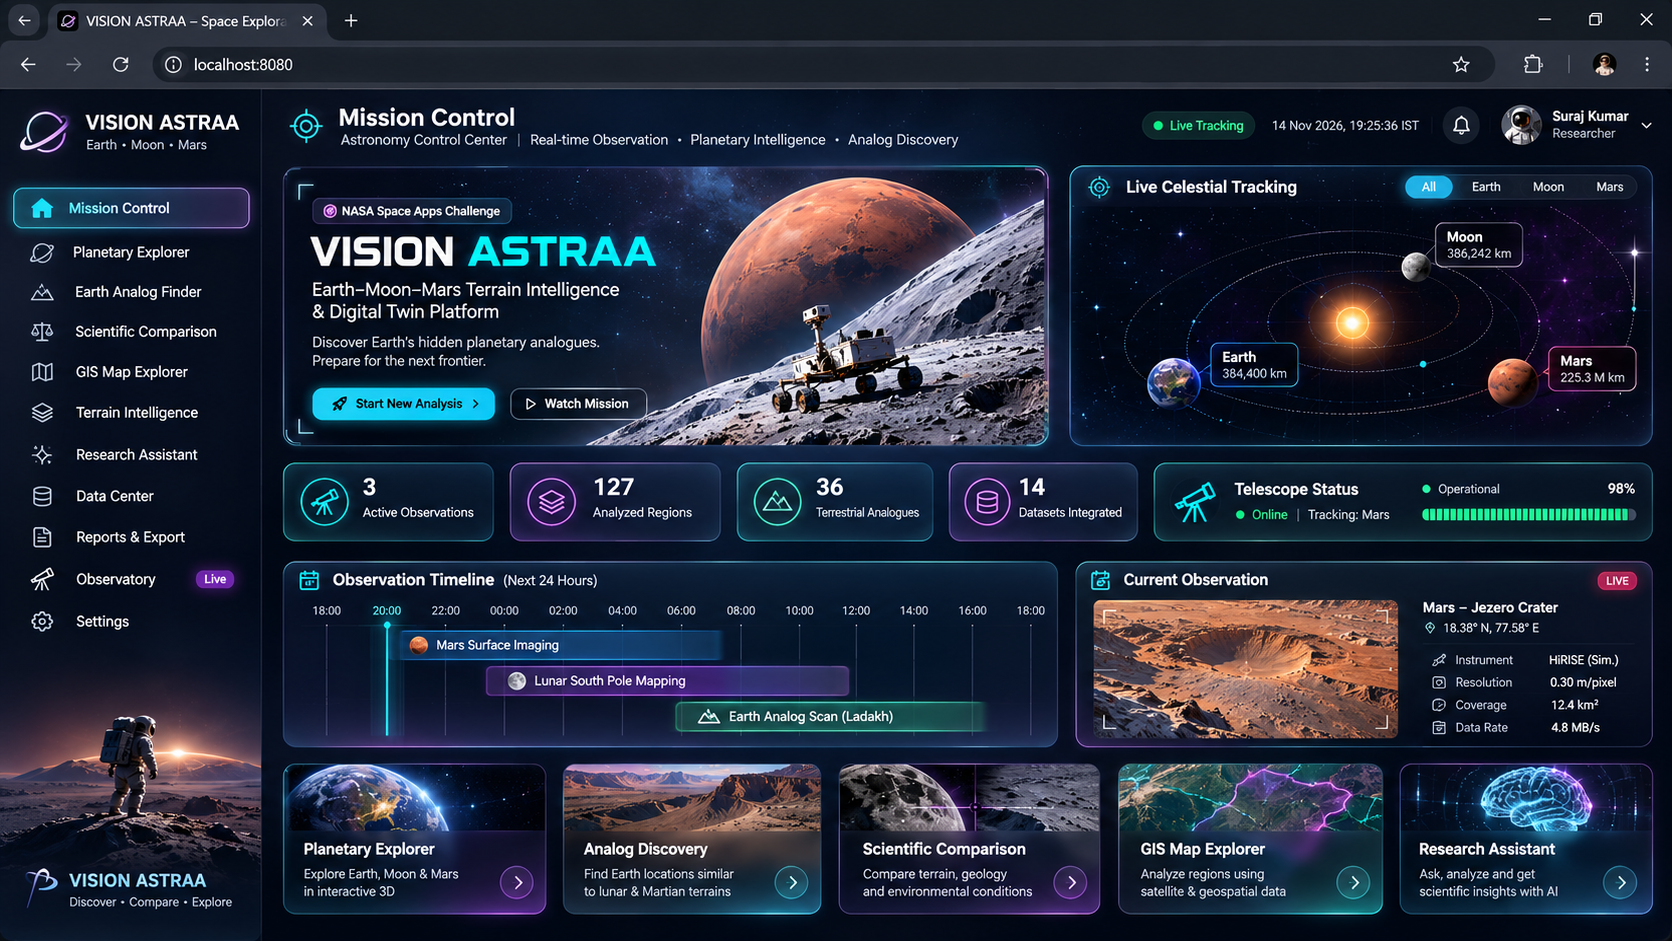 VISION ASTRAA – Space Explora
localhost:8080
VISION ASTRAA
Earth • Moon • Mars
Mission Control
Planetary Explorer
Earth Analog Finder
Scientific Comparison
GIS Map Explorer
Terrain Intelligence
Research Assistant
Data Center
Reports & Export
Observatory
Live
Settings
VISION ASTRAA
Discover • Compare • Explore
Mission Control
Astronomy Control Center | Real-time Observation • Planetary Intelligence • Analog Discovery
Live Tracking
14 Nov 2026, 19:25:36 IST
Suraj Kumar
Researcher
NASA Space Apps Challenge
VISION ASTRAA
Earth–Moon–Mars Terrain Intelligence
& Digital Twin Platform
Discover Earth's hidden planetary analogues.
Prepare for the next frontier.
Start New Analysis
Watch Mission
Live Celestial Tracking
All
Earth
Moon
Mars
Moon
386,242 km
Earth
384,400 km
Mars
225.3 M km
3
Active Observations
127
Analyzed Regions
36
Terrestrial Analogues
14
Datasets Integrated
Telescope Status
Online | Tracking: Mars
Operational
98%
Observation Timeline (Next 24 Hours)
18:00 20:00 22:00 00:00 02:00 04:00 06:00 08:00 10:00 12:00 14:00 16:00 18:00
Mars Surface Imaging
Lunar South Pole Mapping
Earth Analog Scan (Ladakh)
Current Observation
LIVE
Mars – Jezero Crater
18.38° N, 77.58° E
Instrument HiRISE (Sim.)
Resolution 0.30 m/pixel
Coverage 12.4 km²
Data Rate 4.8 MB/s
Planetary Explorer
Explore Earth, Moon & Mars
in interactive 3D
Analog Discovery
Find Earth locations similar
to lunar & Martian terrains
Scientific Comparison
Compare terrain, geology
and environmental conditions
GIS Map Explorer
Analyze regions using
satellite & geospatial data
Research Assistant
Ask, analyze and get
scientific insights with AI